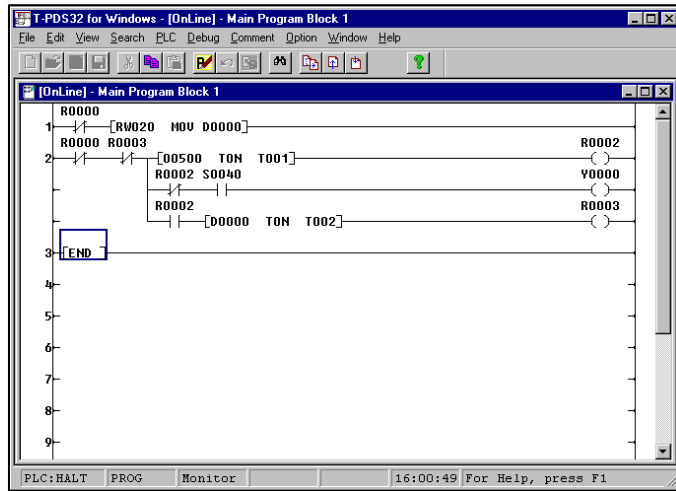 T-PDS32 for Windows - [OnLine] - Main Program Block 1
File Edit View Search PLC Debug Comment Option Window Help
[OnLine] - Main Program Block 1
R0000
1 [RW020 MOV D0000]
R0000 R0003 R0002
2 [00500 TON T001]
R0002 S0040 Y0000
R0002 R0003
[D0000 TON T002]
3 [END ]
4
5
6
7
8
9
PLC:HALT PROG Monitor 16:00:49 For Help, press F1